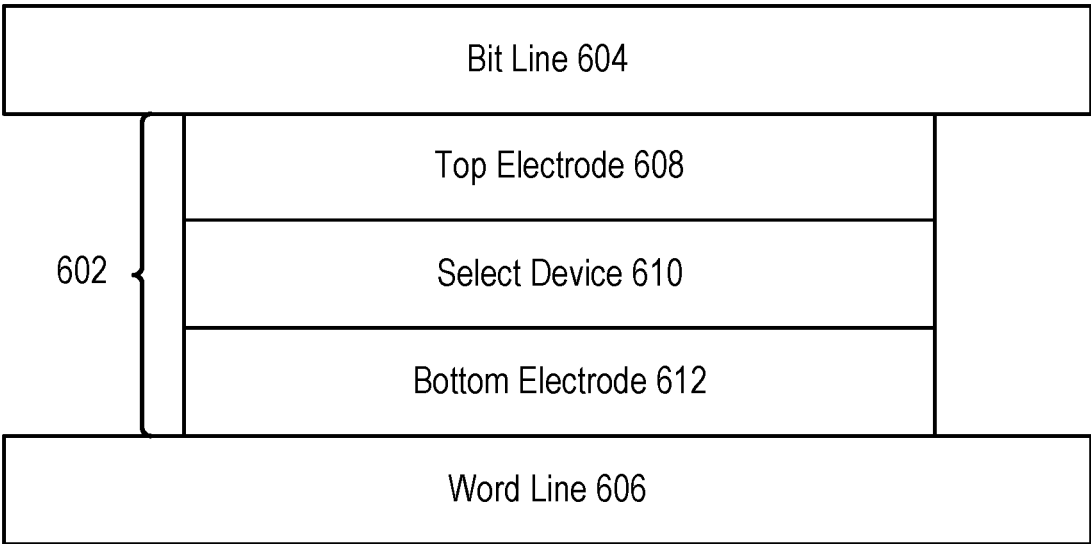 Bit Line 604
Top Electrode 608
602
Select Device 610
Bottom Electrode 612
Word Line 606